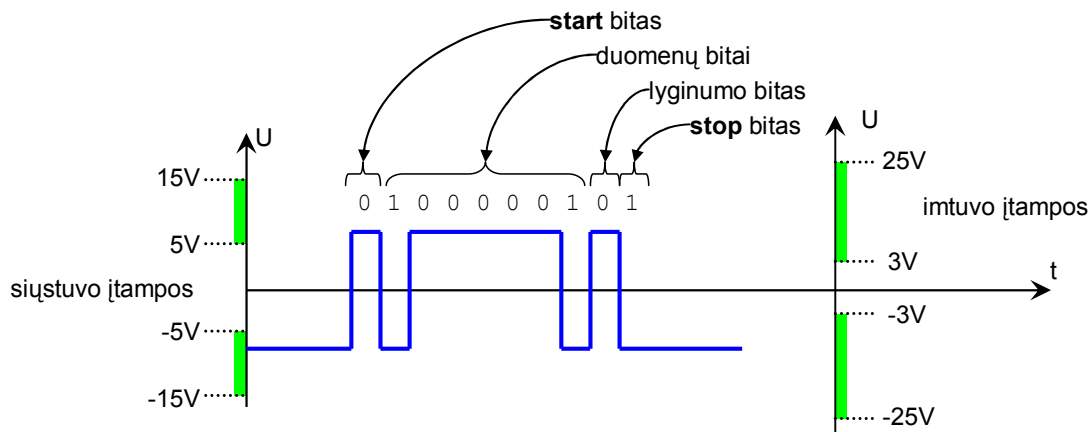 start bitas
duomenų bitai
lyginumo bitas
stop bitas
U
U
15V
25V
0 1 0 0 0 0 0 1 0 1
imtuvo įtampos
5V
3V
t
siųstuvo įtampos
-5V
-3V
-15V
-25V